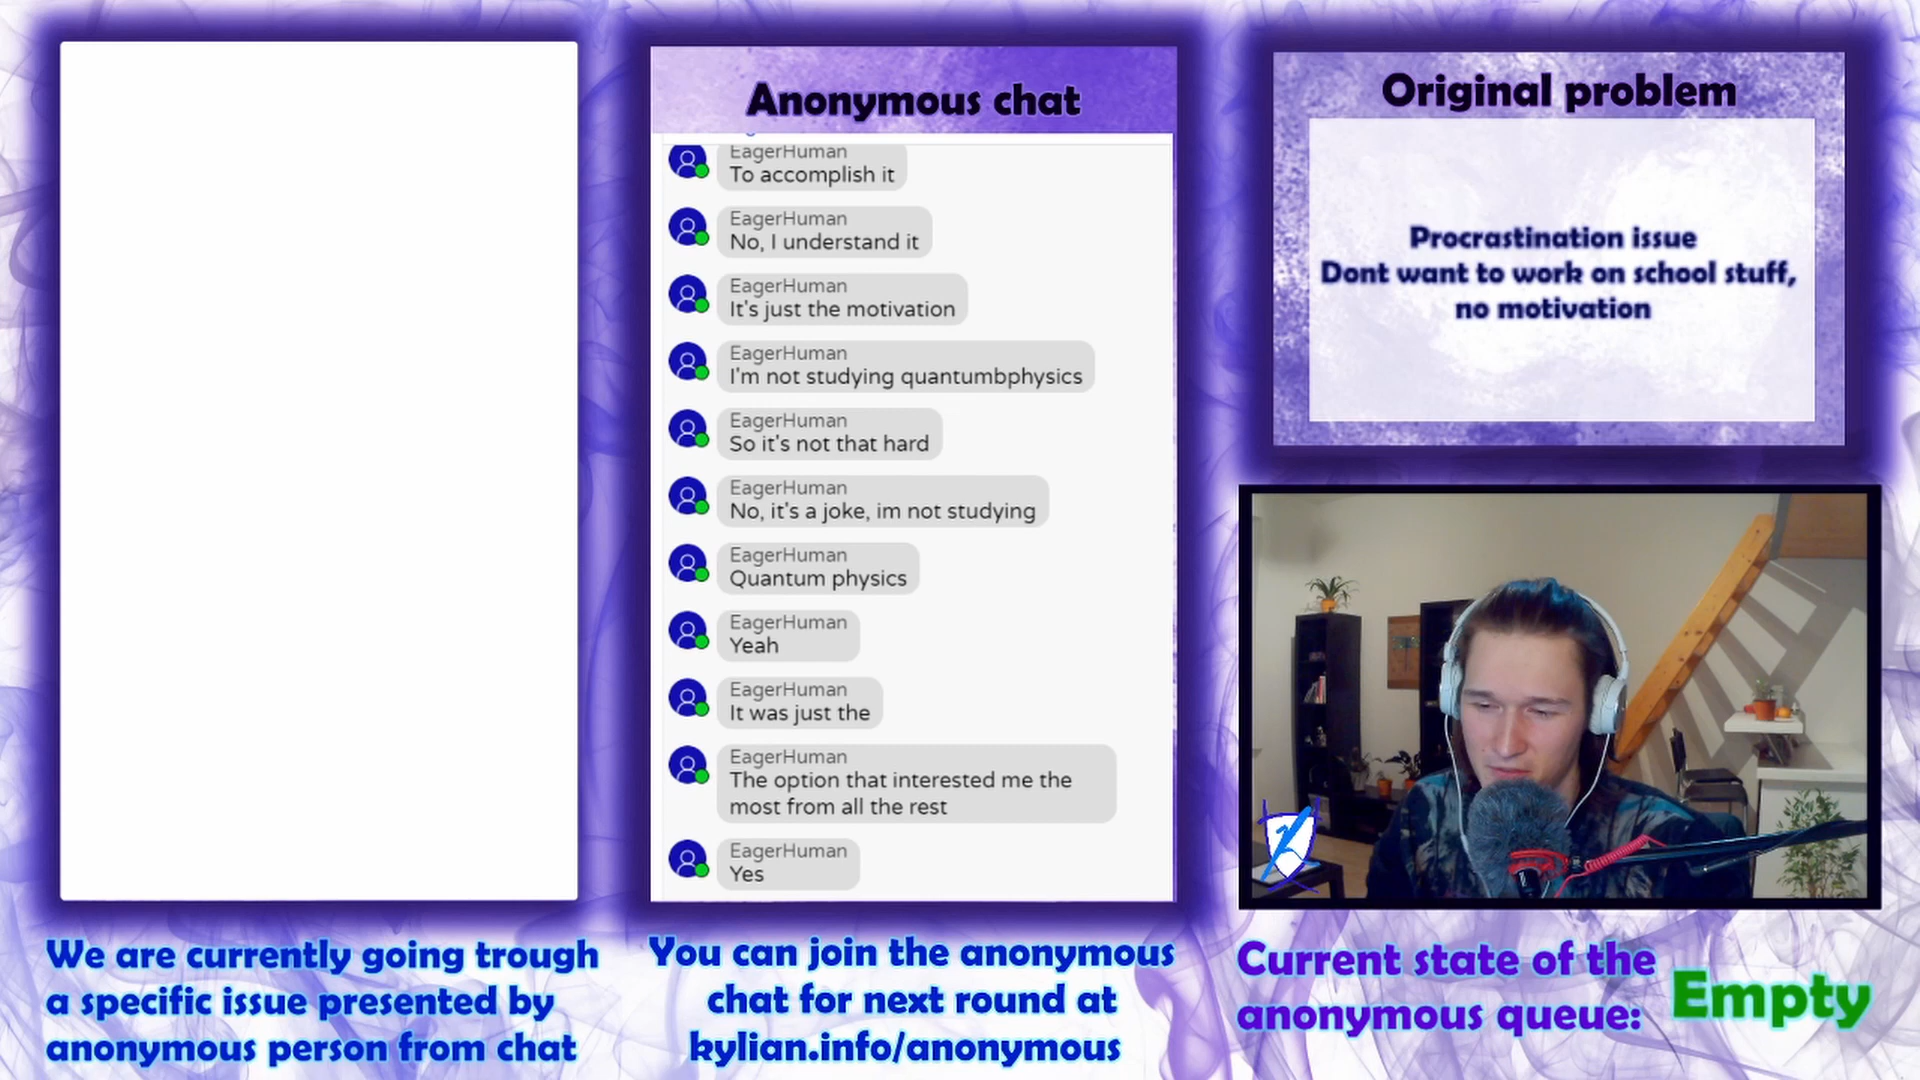 Anonymous chat
EagerHuman
To accomplish it
EagerHuman
No, I understand it
EagerHuman
It's just the motivation
EagerHuman
I'm not studying quantumbphysics
EagerHuman
So it's not that hard
EagerHuman
No, it's a joke, im not studying
EagerHuman
Quantum physics
EagerHuman
Yeah
EagerHuman
It was just the
EagerHuman
The option that interested me the
most from all the rest
EagerHuman
Yes
Original problem
Procrastination issue
Dont want to work on school stuff,
no motivation
We are currently going trough
a specific issue presented by
anonymous person from chat
You can join the anonymous
chat for next round at
kylian.info/anonymous
Current state of the
anonymous queue:
Empty